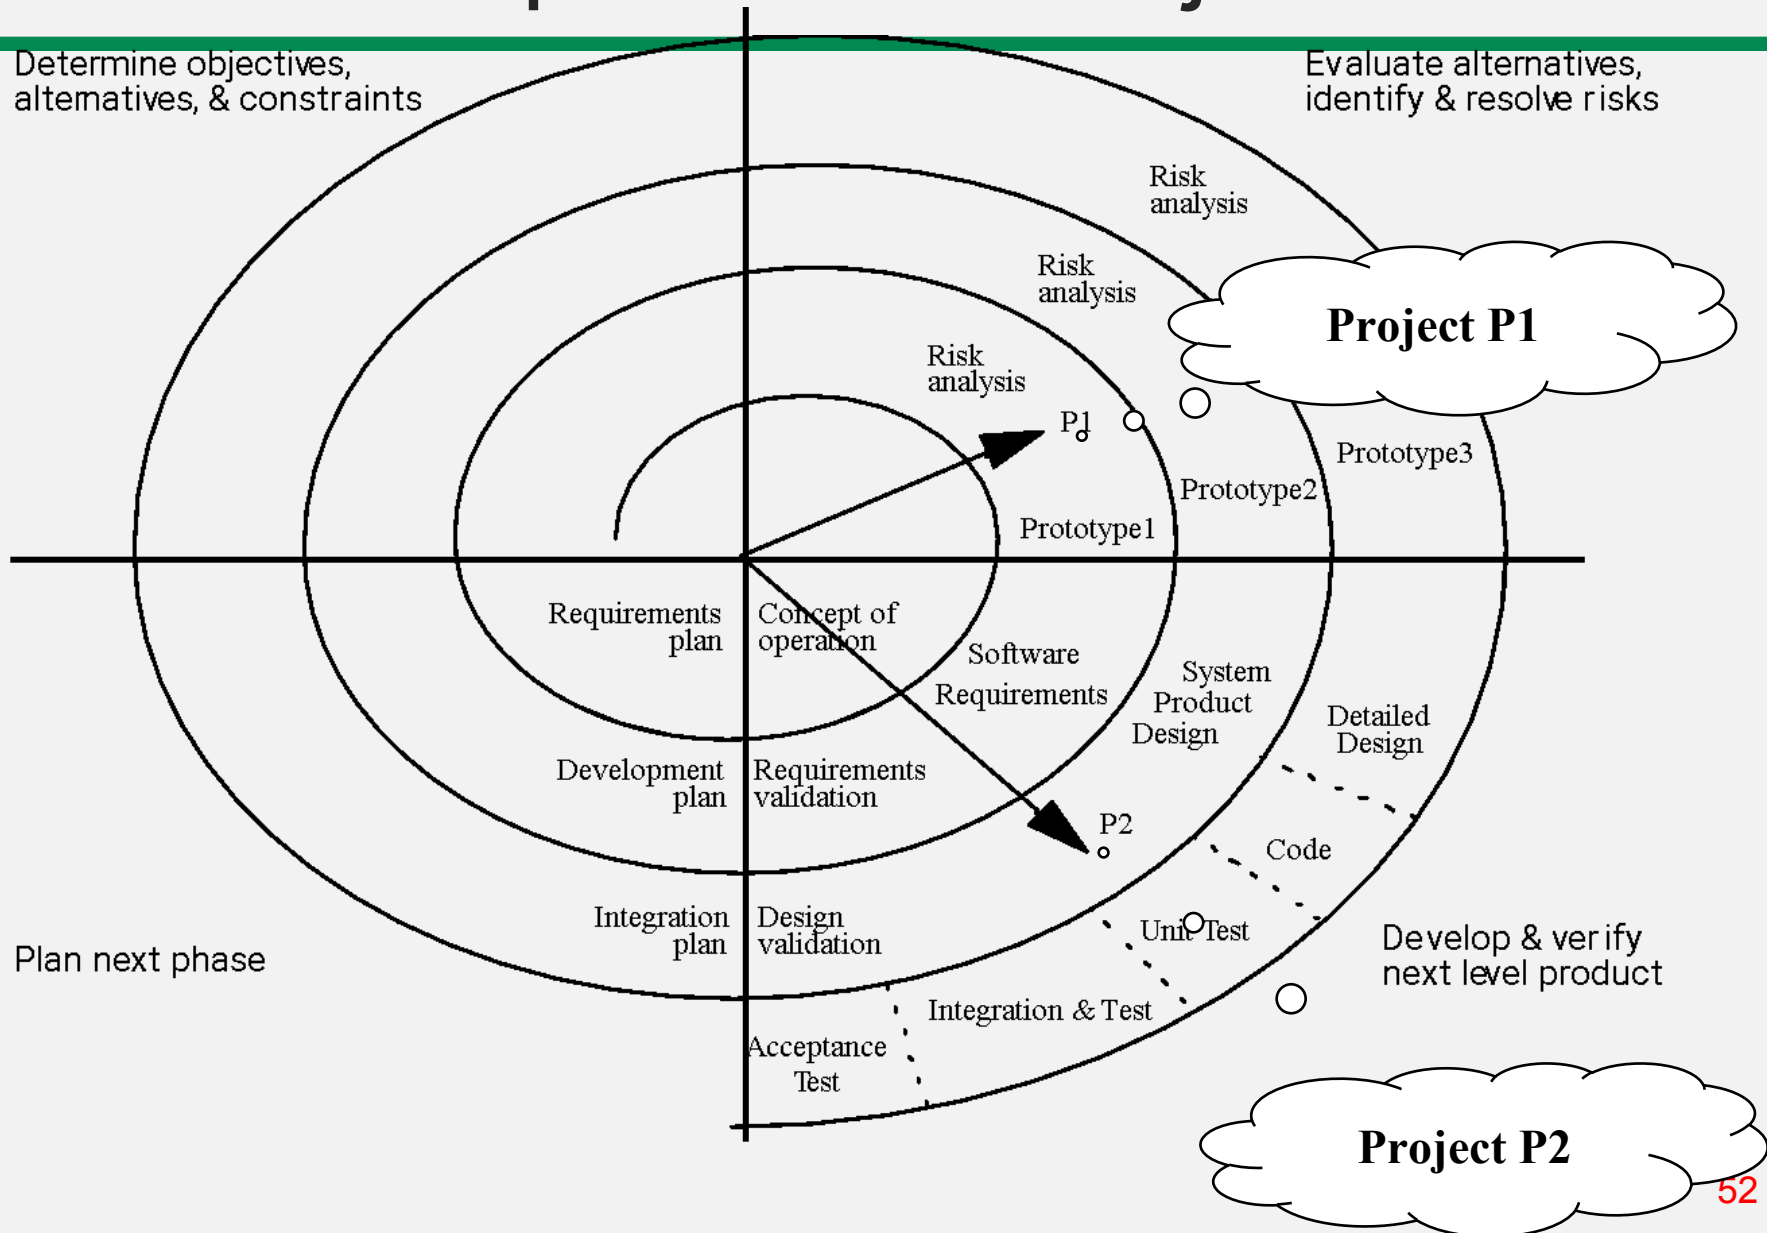 Determine objectives,
alternatives, & constraints
Evaluate alternatives,
identify & resolve risks
Risk
analysis
Risk
analysis
Project P1
Risk
analysis
P1
Prototype3
Prototype2
Prototype1
Requirements
plan
Concept of
operation
Software
Requirements
System
Product
Design
Detailed
Design
Development
plan
Requirements
validation
P2
Code
Integration
plan
Design
validation
Unit Test
Plan next phase
Develop & verify
next level product
Integration & Test
Acceptance
Test
Project P2
52